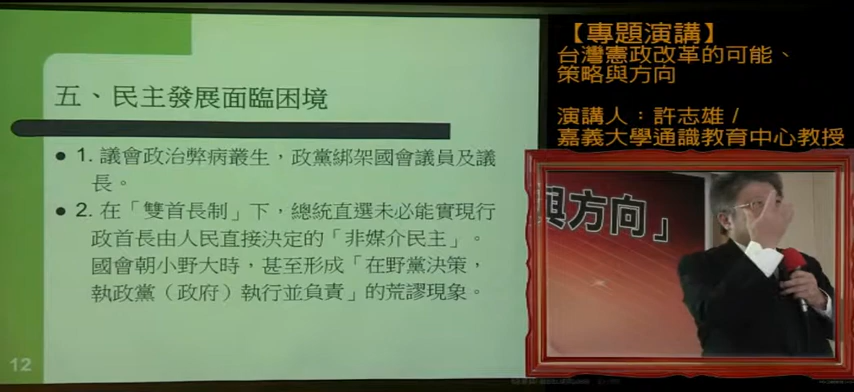 五、民主發展面臨困境
● 1. 議會政治弊病叢生，政黨綁架國會議員及議
長。
● 2. 在「雙首長制」下，總統直選未必能實現行
政首長由人民直接決定的「非媒介民主」。
國會朝小野大時，甚至形成「在野黨決策，
執政黨（政府）執行並負責」的荒謬現象。
12
【專題演講】
台灣憲政改革的可能、
策略與方向
演講人：許志雄 /
嘉義大學通識教育中心教授
與方向」